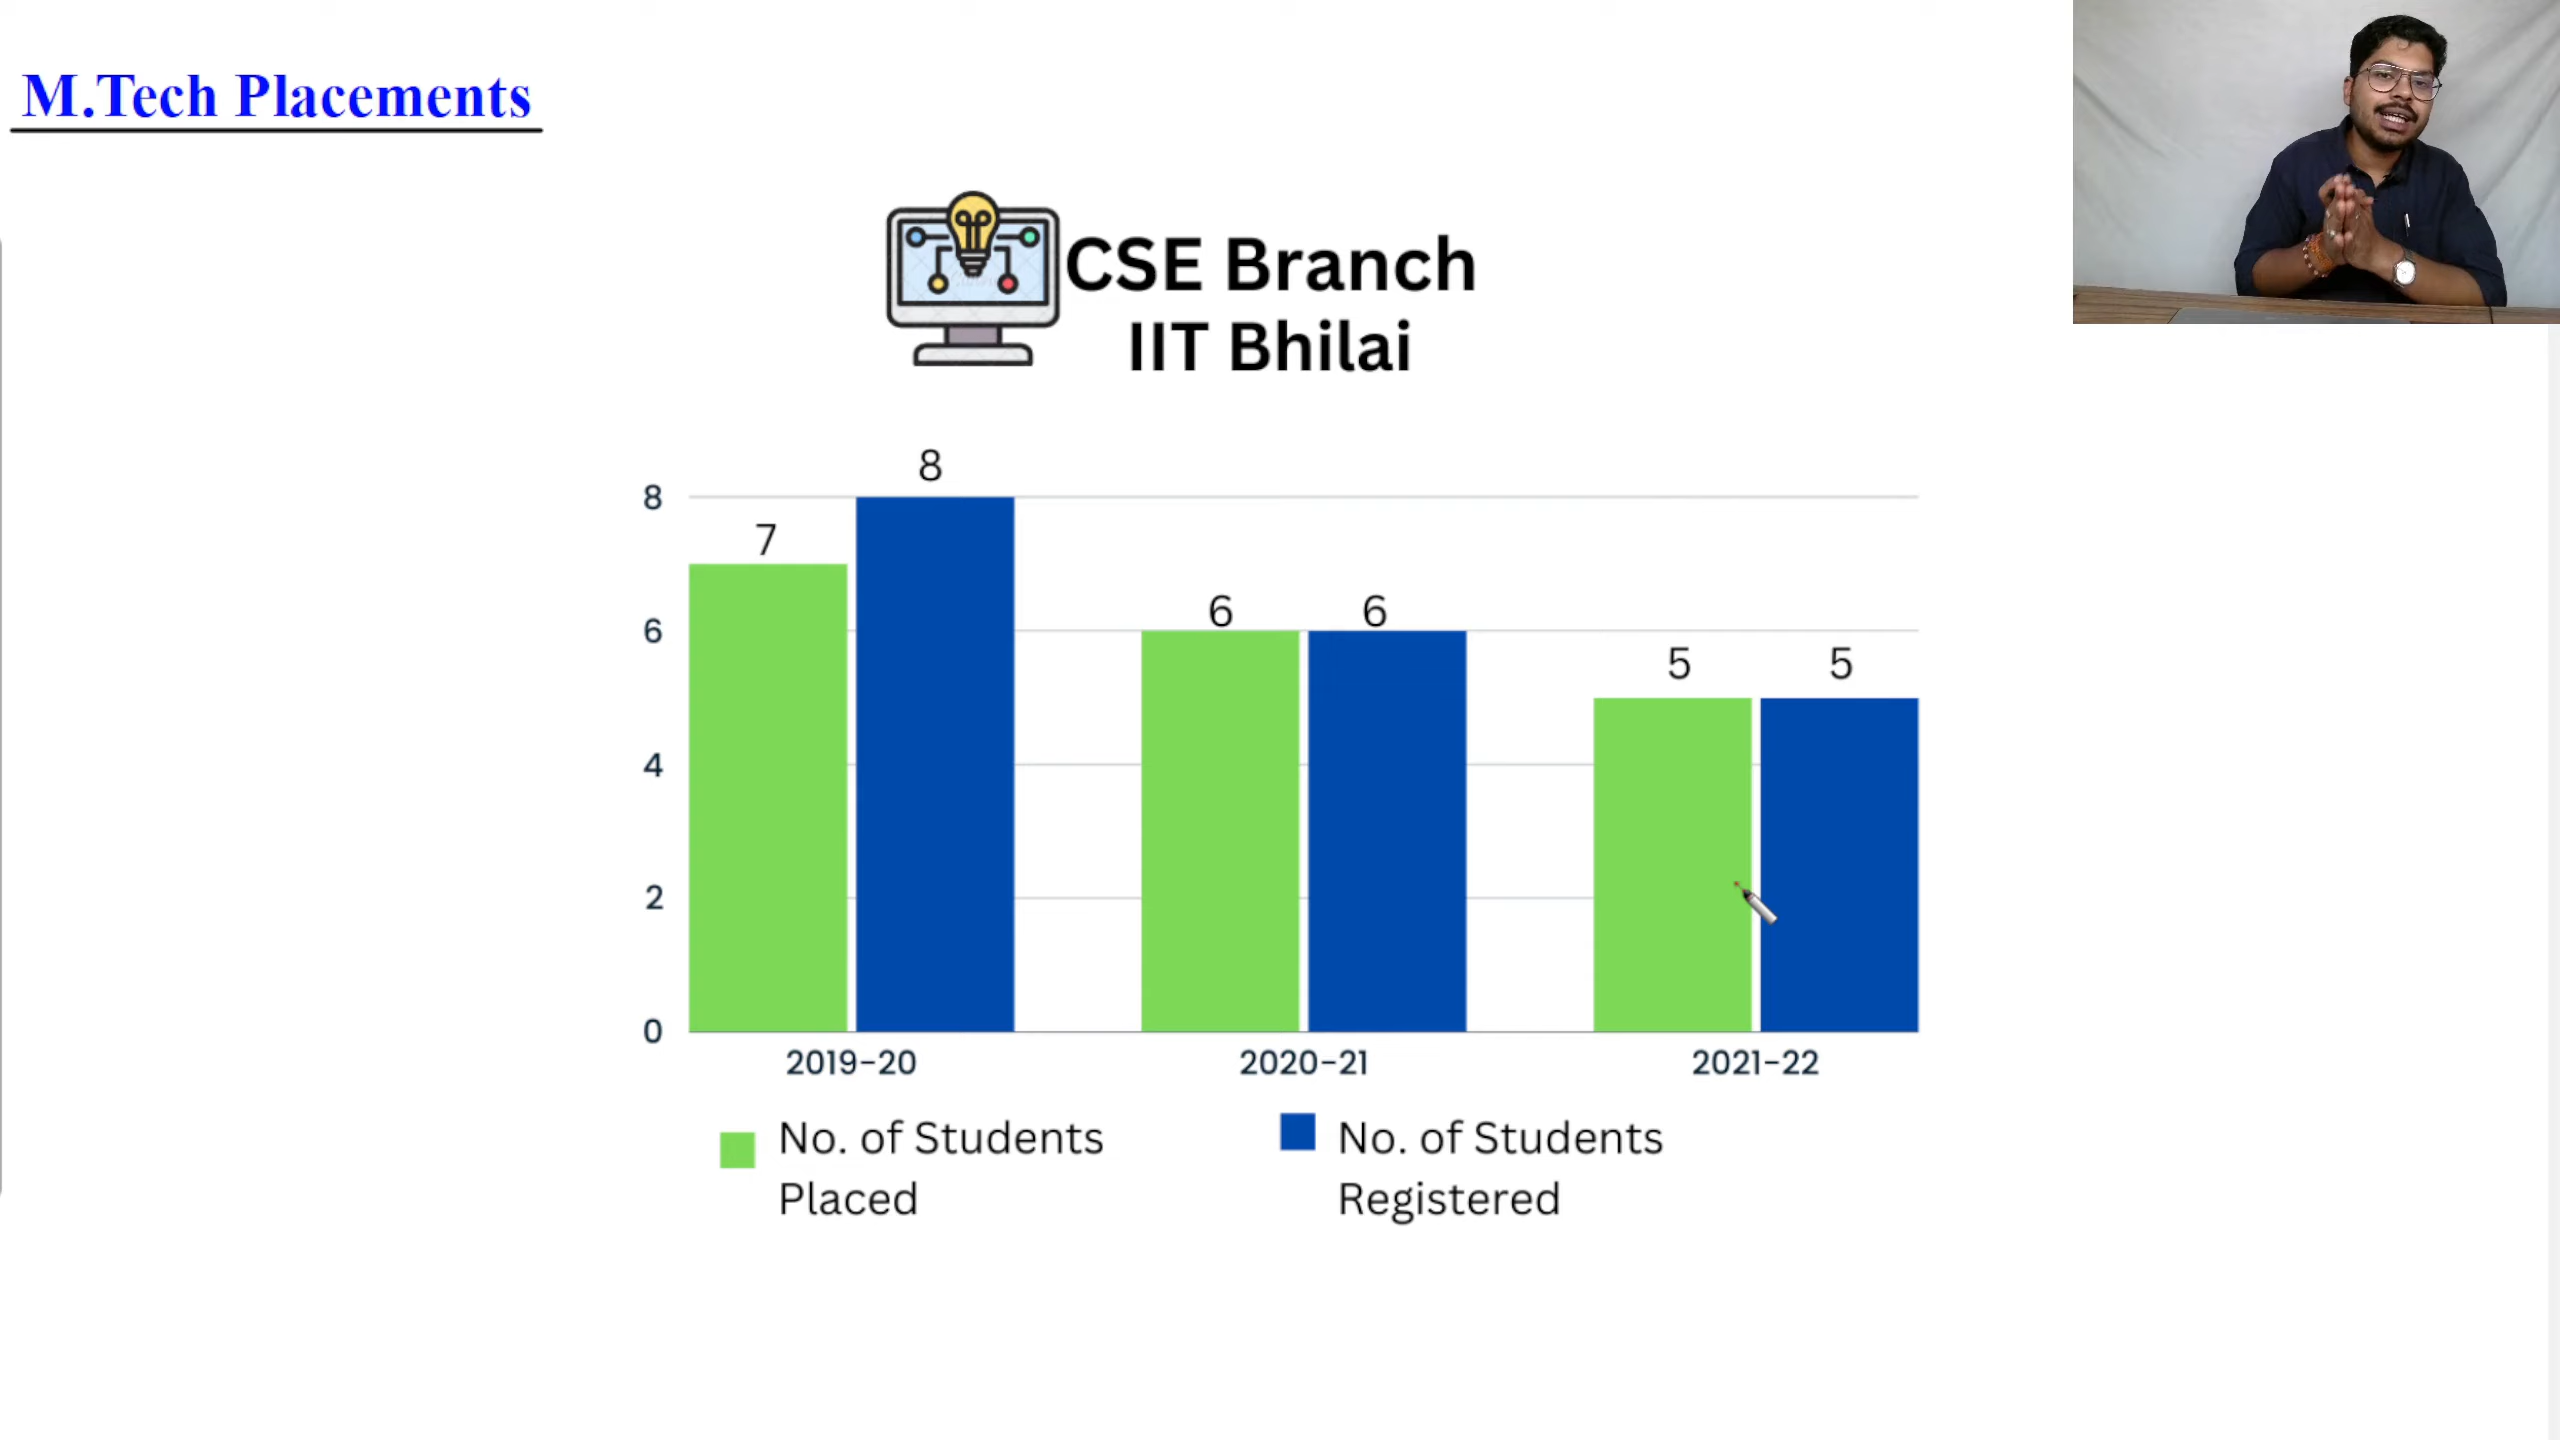 M.Tech Placements
CSE Branch
IIT Bhilai
8
7
8
6
6
6
5
5
4
2
0
2019-20
2020-21
2021-22
No. of Students
Placed
No. of Students
Registered